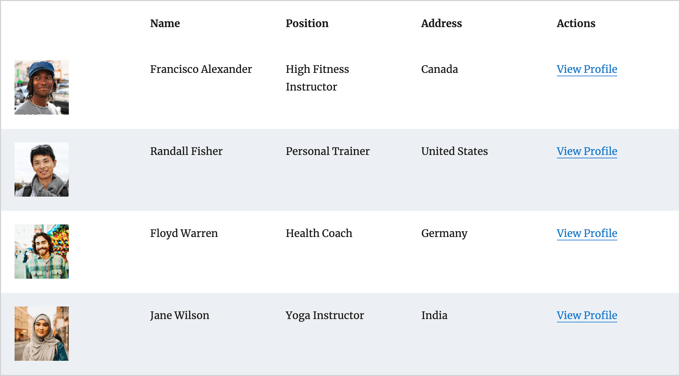 Name Position Address Actions
Francisco Alexander High Fitness Instructor Canada View Profile
Randall Fisher Personal Trainer United States View Profile
Floyd Warren Health Coach Germany View Profile
Jane Wilson Yoga Instructor India View Profile